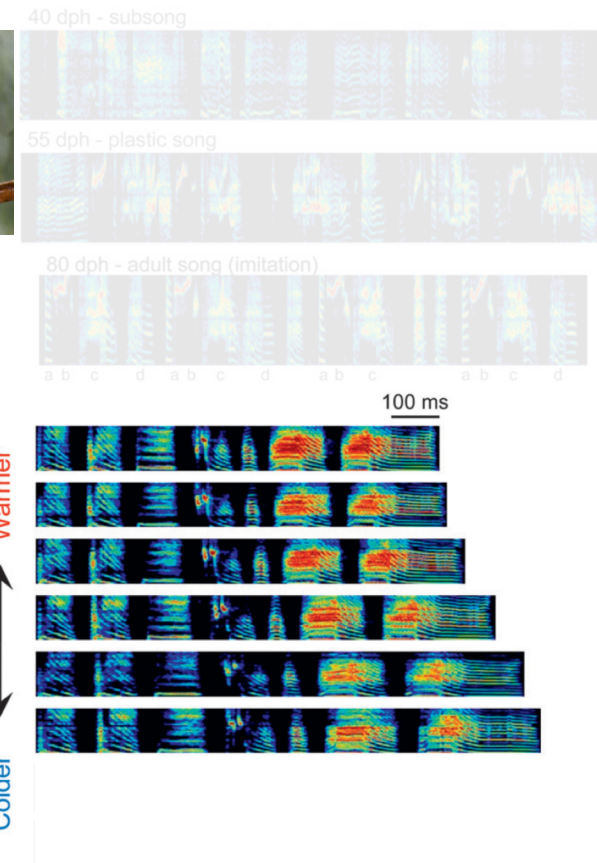 40 dph - subsong
55 dph - plastic song
80 dph - adult song (imitation)
a b c d a b c d a b c a b c d
100 ms
Warmer
Colder